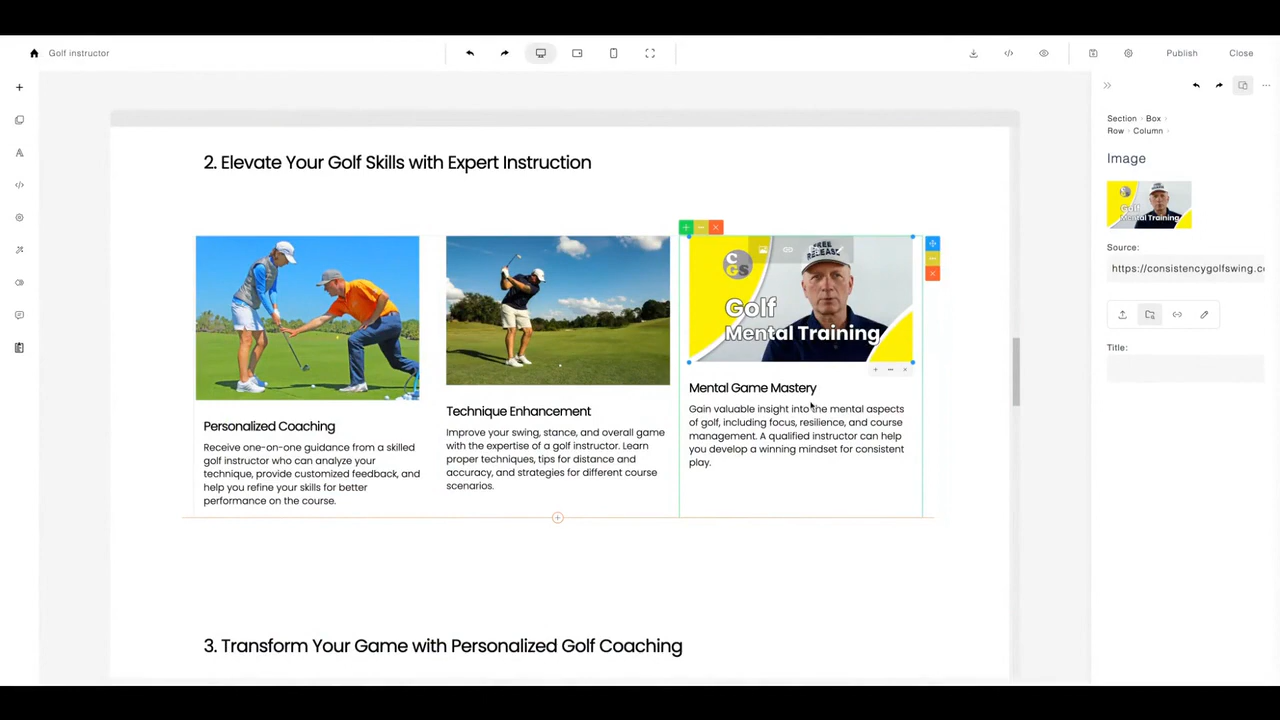 Golf instructor
Publish
Close
2. Elevate Your Golf Skills with Expert Instruction
CGS
FREE
RELEASE
Golf
Mental Training
Personalized Coaching
Receive one-on-one guidance from a skilled
golf instructor who can analyze your
technique, provide customized feedback, and
help you refine your skills for better
performance on the course.
Technique Enhancement
Improve your swing, stance, and overall game
with the expertise of a golf instructor. Learn
proper techniques, tips for distance and
accuracy, and strategies for different course
scenarios.
Mental Game Mastery
Gain valuable insight into the mental aspects
of golf, including focus, resilience, and course
management. A qualified instructor can help
you develop a winning mindset for consistent
play.
3. Transform Your Game with Personalized Golf Coaching
Section › Box ›
Row › Column ›
Image
Golf
Mental Training
Source:
https://consistencygolfswing.c
Title: